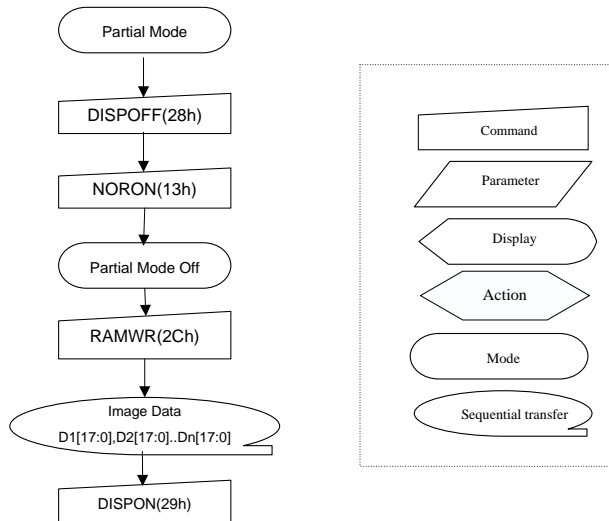 Partial Mode
DISPOFF(28h)
NORON(13h)
Partial Mode Off
RAMWR(2Ch)
Image Data
D1[17:0],D2[17:0]..Dn[17:0]
DISPON(29h)
Command
Parameter
Display
Action
Mode
Sequential transfer